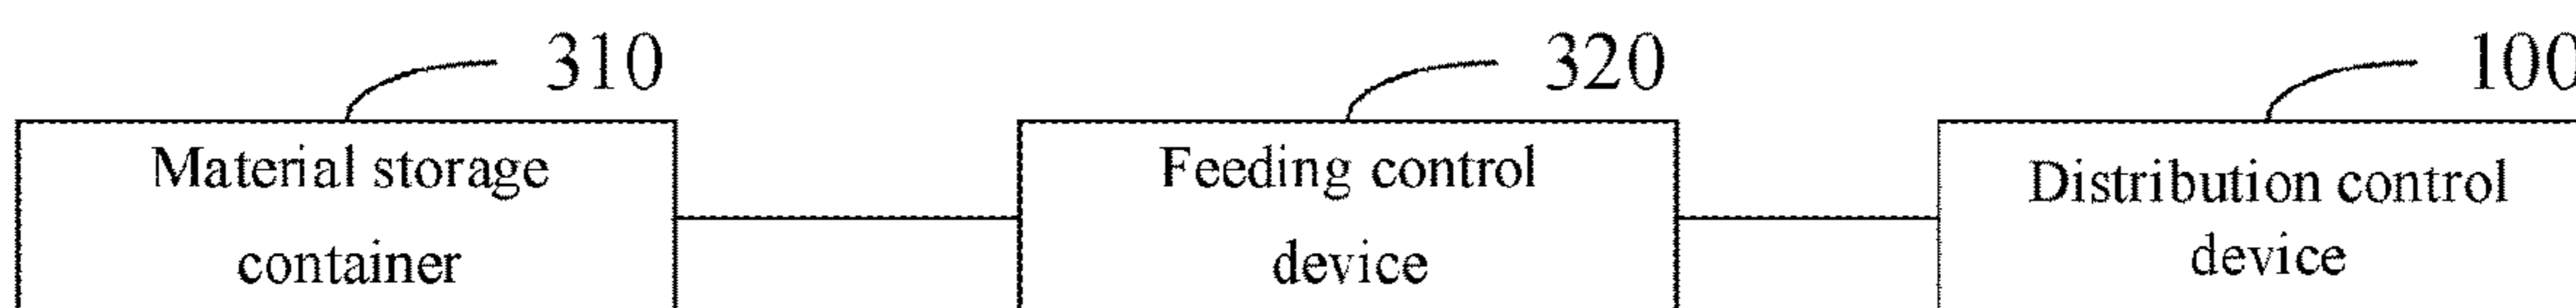 310
320
100
Material storage
container
Feeding control
device
Distribution control
device